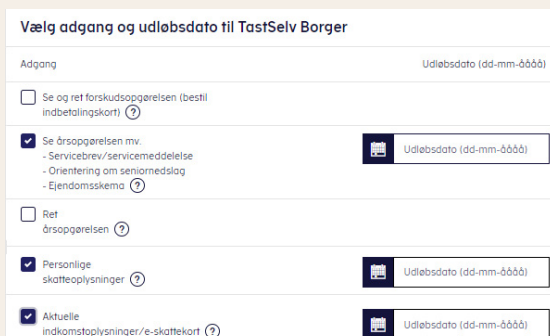 Vælg adgang og udløbsdato til TastSelv Borger
Adgang Udløbsdato (dd-mm-åååå)
Se og ret forskudsopgørelsen (bestil
indbetalingskort) ?
Se årsopgørelsen mv.
- Servicebrev/servicemeddelelse
- Orientering om seniornedslag
- Ejendomsskema ?
Udløbsdato (dd-mm-åååå)
Ret
årsopgørelsen ?
Personlige
skatteoplysninger ?
Udløbsdato (dd-mm-åååå)
Aktuelle
indkomstoplysninger/e-skattekort ?
Udløbsdato (dd-mm-åååå)